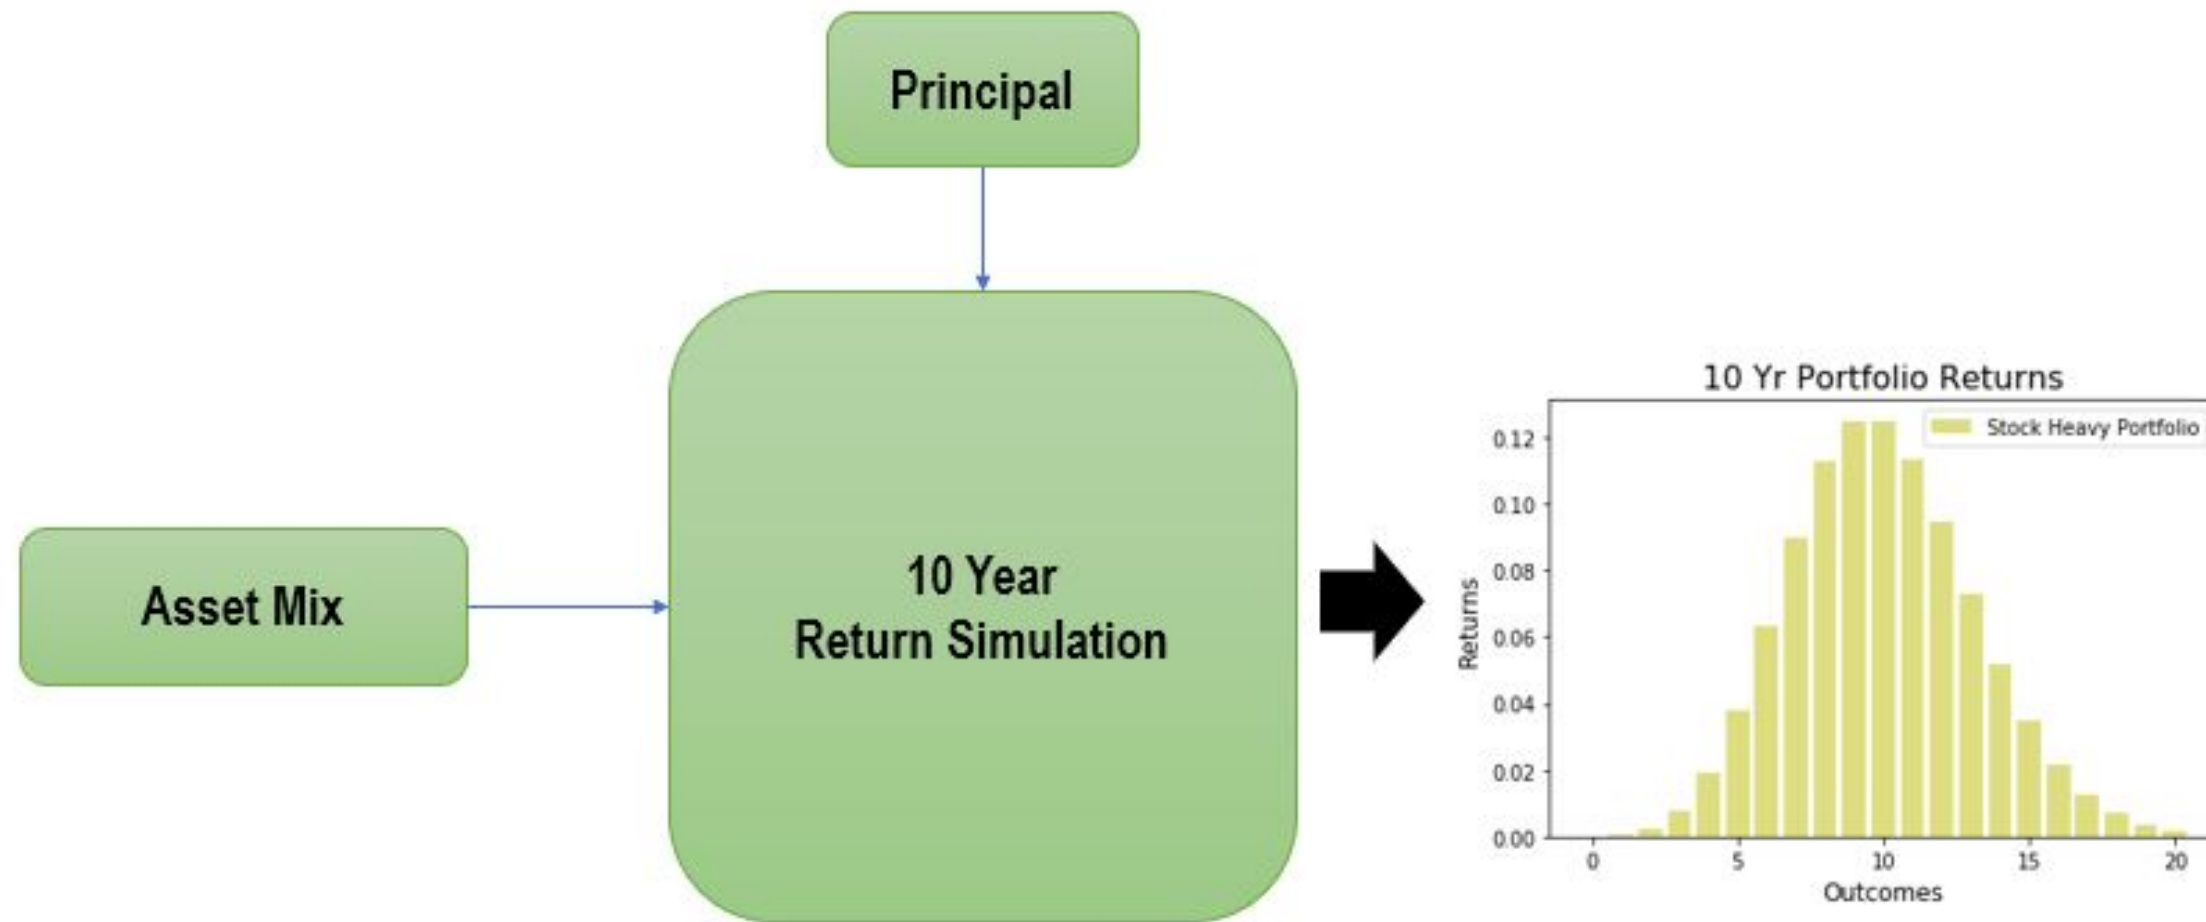 Principal
Asset Mix
10 Year
Return Simulation
10 Yr Portfolio Returns
Stock Heavy Portfolio
Returns
0.12
0.10
0.08
0.06
0.04
0.02
0.00
0 5 10 15 20
Outcomes